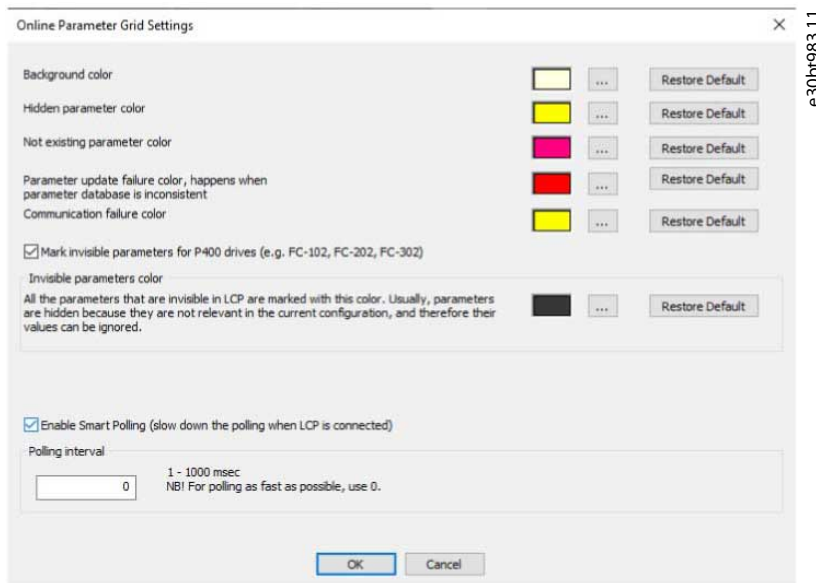 Online Parameter Grid Settings
Background color
... Restore Default
Hidden parameter color
... Restore Default
Not existing parameter color
... Restore Default
Parameter update failure color, happens when
parameter database is inconsistent
... Restore Default
Communication failure color
... Restore Default
Mark invisible parameters for P400 drives (e.g. FC-102, FC-202, FC-302)
Invisible parameters color
All the parameters that are invisible in LCP are marked with this color. Usually, parameters
are hidden because they are not relevant in the current configuration, and therefore their
values can be ignored.
... Restore Default
Enable Smart Polling (slow down the polling when LCP is connected)
Polling interval
0
1 - 1000 msec
NB! For polling as fast as possible, use 0.
OK Cancel
e30bt983.11